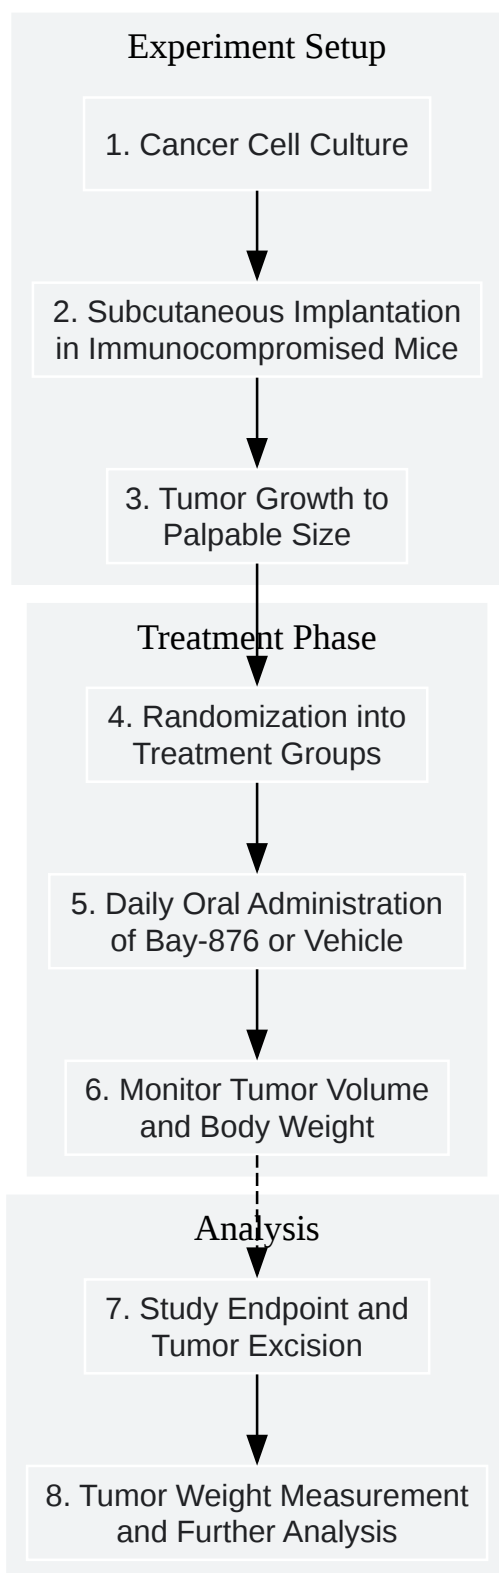 Experiment Setup
1. Cancer Cell Culture
2. Subcutaneous Implantation
in Immunocompromised Mice
3. Tumor Growth to
Palpable Size
Treatment Phase
4. Randomization into
Treatment Groups
5. Daily Oral Administration
of Bay-876 or Vehicle
6. Monitor Tumor Volume
and Body Weight
Analysis
7. Study Endpoint and
Tumor Excision
8. Tumor Weight Measurement
and Further Analysis